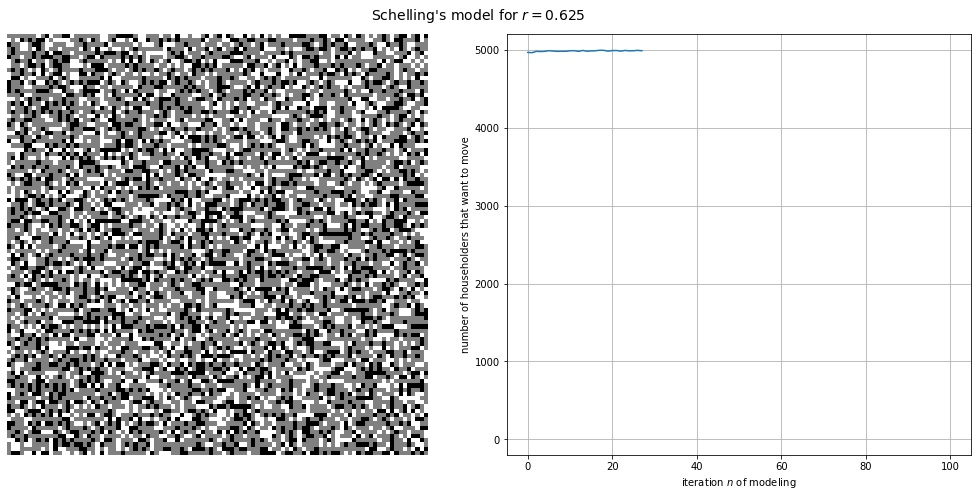 Schelling's model for r = 0.625
number of householders that want to move
5000
4000
3000
2000
1000
0
0 20 40 60 80 100
iteration n of modeling